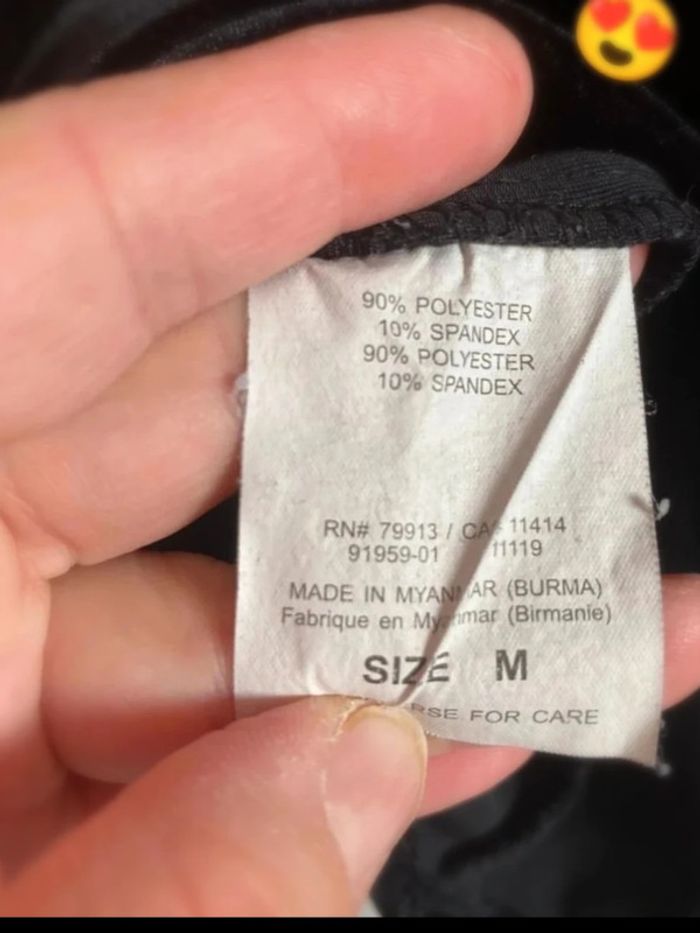 90% POLYESTER
10% SPANDEX
90% POLYESTER
10% SPANDEX
RN# 79913 / CA 11414
91959-01 11119
MADE IN MYANMAR (BURMA)
Fabrique en Myanmar (Birmanie)
SIZE M
FOR CARE